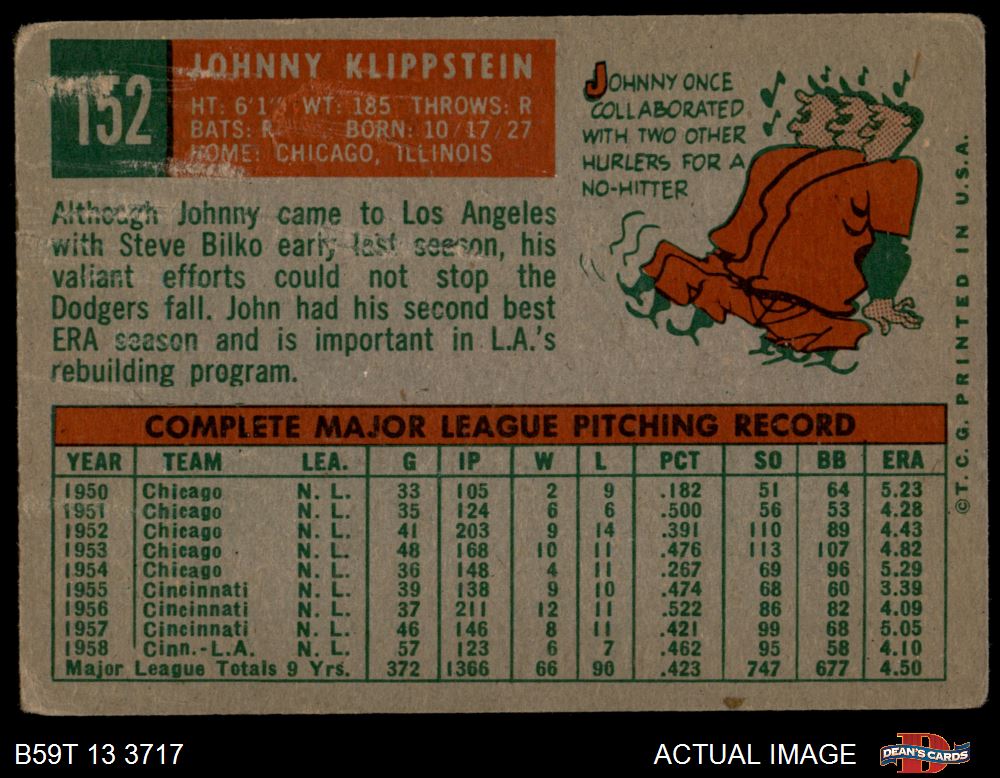 152
JOHNNY KLIPPSTEIN
HT: 6'1" WT: 185 THROWS: R
BATS: R BORN: 10/17/27
HOME: CHICAGO, ILLINOIS
JOHNNY ONCE
COLLABORATED
WITH TWO OTHER
HURLERS FOR A
NO-HITTER
Although Johnny came to Los Angeles
with Steve Bilko early last season, his
valiant efforts could not stop the
Dodgers fall. John had his second best
ERA season and is important in L.A.'s
rebuilding program.
COMPLETE MAJOR LEAGUE PITCHING RECORD
YEAR TEAM LEA. G IP W L PCT SO BB ERA
1950 Chicago N. L. 33 105 2 9 .182 51 64 5.23
1951 Chicago N. L. 35 124 6 6 .500 56 53 4.28
1952 Chicago N. L. 41 203 9 14 .391 110 89 4.43
1953 Chicago N. L. 48 168 10 11 .476 113 107 4.82
1954 Chicago N. L. 36 148 4 11 .267 69 96 5.29
1955 Cincinnati N. L. 39 138 9 10 .474 68 60 3.39
1956 Cincinnati N. L. 37 211 12 11 .522 86 82 4.09
1957 Cincinnati N. L. 46 146 8 11 .421 99 68 5.05
1958 Cinn.-L.A. N. L. 57 123 6 7 .462 95 58 4.10
Major League Totals 9 Yrs. 372 1366 66 90 .423 747 677 4.50
©T. C. G. PRINTED IN U.S.A.
B59T 13 3717
ACTUAL IMAGE
DEAN'S CARDS